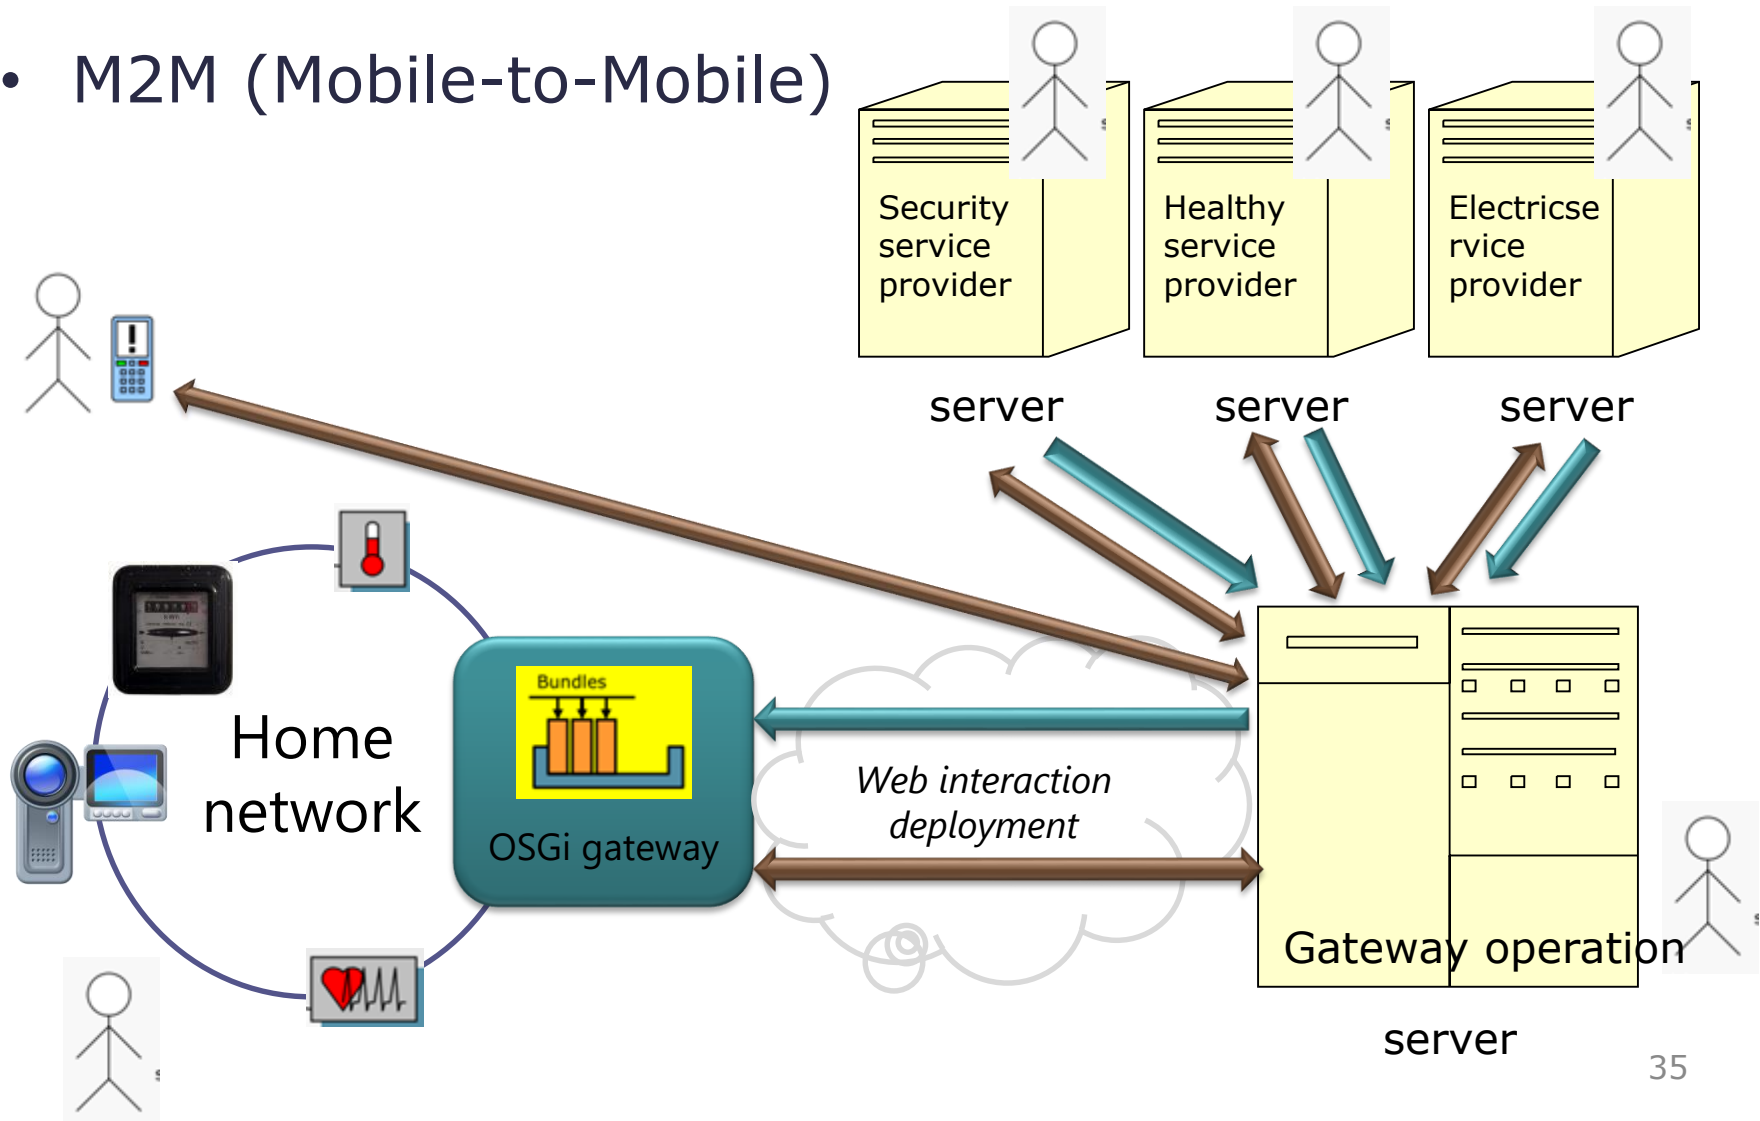 • M2M (Mobile-to-Mobile)
Security
service
provider
Healthy
service
provider
Electricse
rvice
provider
server
server
server
Home
network
Bundles
OSGi gateway
Web interaction
deployment
Gateway operation
server
35